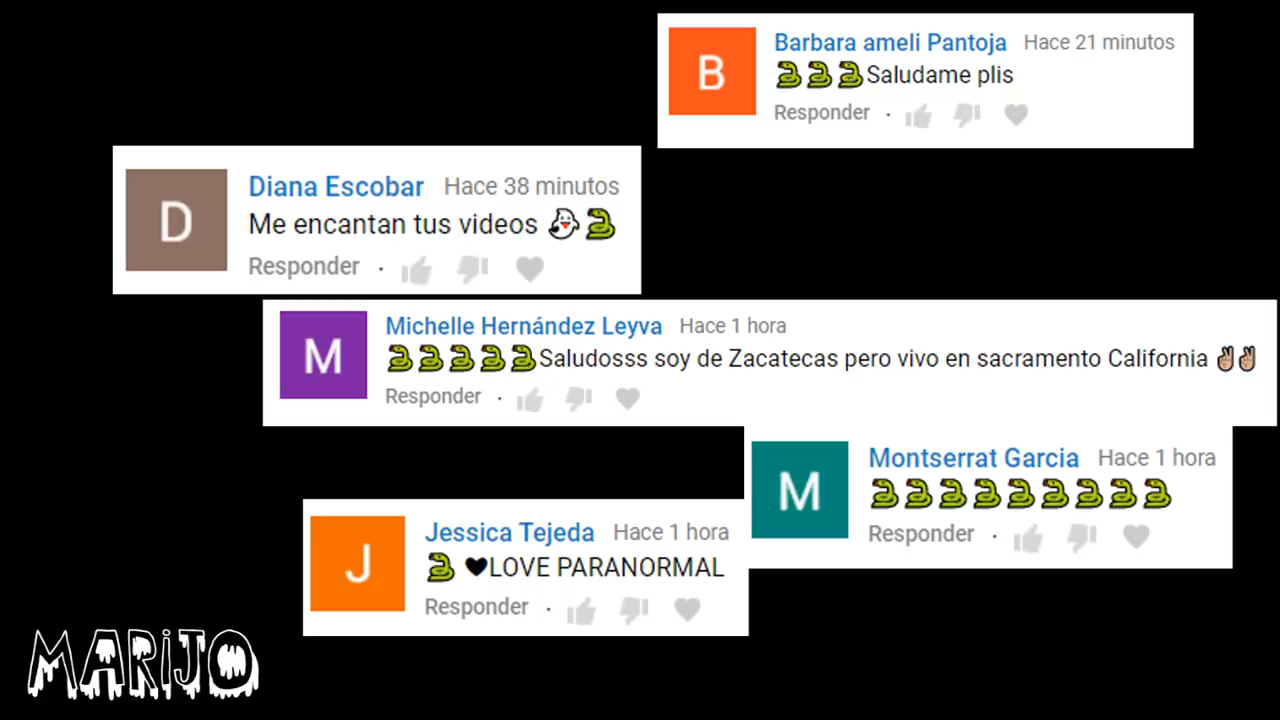 B
Barbara ameli Pantoja Hace 21 minutos
🐍🐍🐍Saludame plis
Responder ·
D
Diana Escobar Hace 38 minutos
Me encantan tus videos 👻🐍
Responder ·
M
Michelle Hernández Leyva Hace 1 hora
🐍🐍🐍🐍🐍Saludosss soy de Zacatecas pero vivo en sacramento California ✌🏼✌🏼
Responder ·
M
Montserrat Garcia Hace 1 hora
🐍🐍🐍🐍🐍🐍🐍🐍🐍
Responder ·
J
Jessica Tejeda Hace 1 hora
🐍 ♥LOVE PARANORMAL
Responder ·
MARiJO